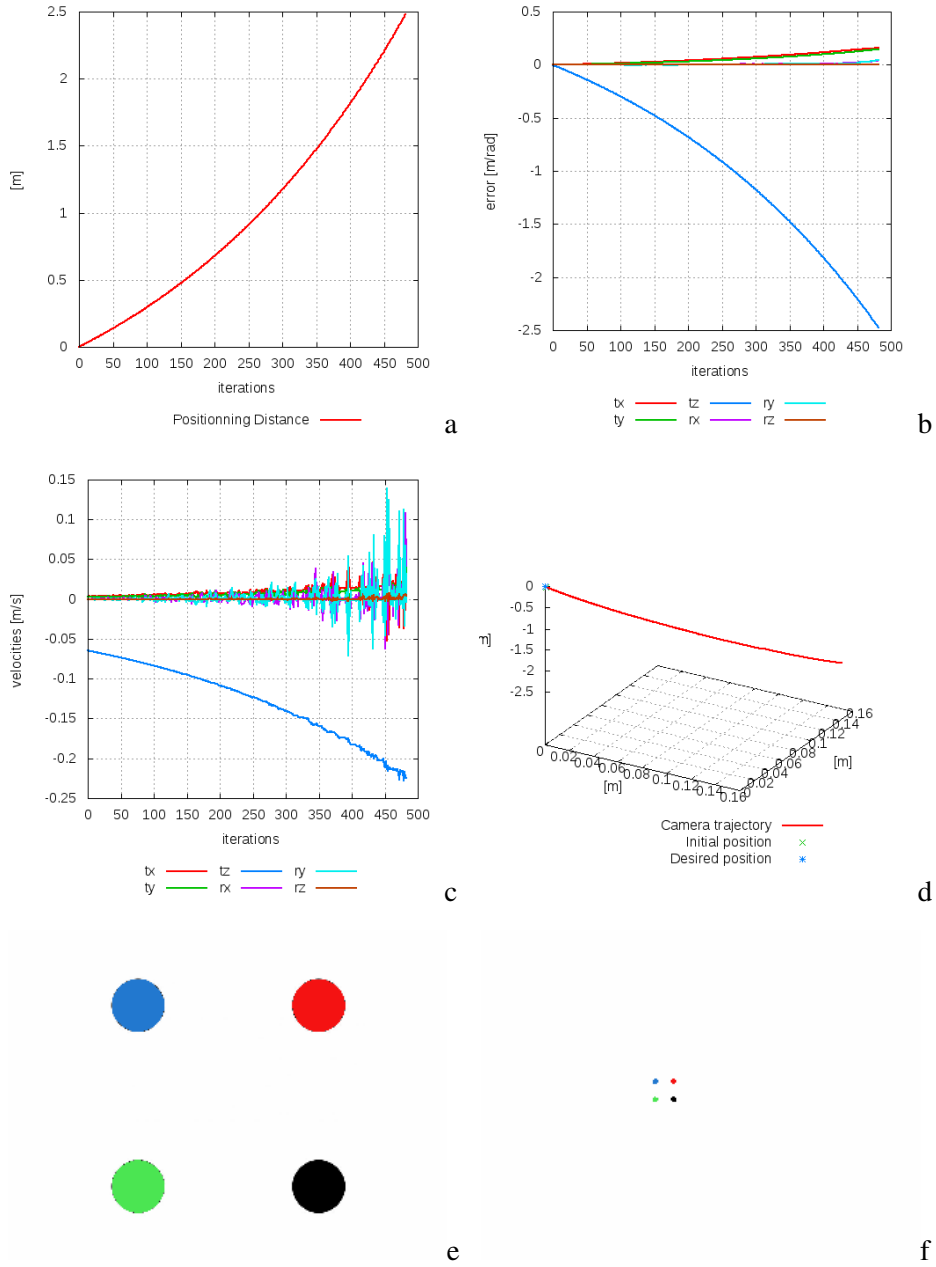 2.5
2
1.5
1
0.5
0
[m]
0 50 100 150 200 250 300 350 400 450 500
iterations
Positionning Distance
a
0.5
0
-0.5
-1
-1.5
-2
-2.5
error [m/rad]
0 50 100 150 200 250 300 350 400 450 500
iterations
tx tz ry
ty rx rz
b
0.15
0.1
0.05
0
-0.05
-0.1
-0.15
-0.2
-0.25
velocities [m/s]
0 50 100 150 200 250 300 350 400 450 500
iterations
tx tz ry
ty rx rz
c
0
-0.5
-1
-1.5
-2
-2.5
0 0.02 0.04 0.06 0.08 0.1 0.12 0.14 0.16
[m]
0 0.02 0.04 0.06 0.08 0.1 0.12 0.14 0.16
[m]
Camera trajectory
Initial position
Desired position
d
e
f